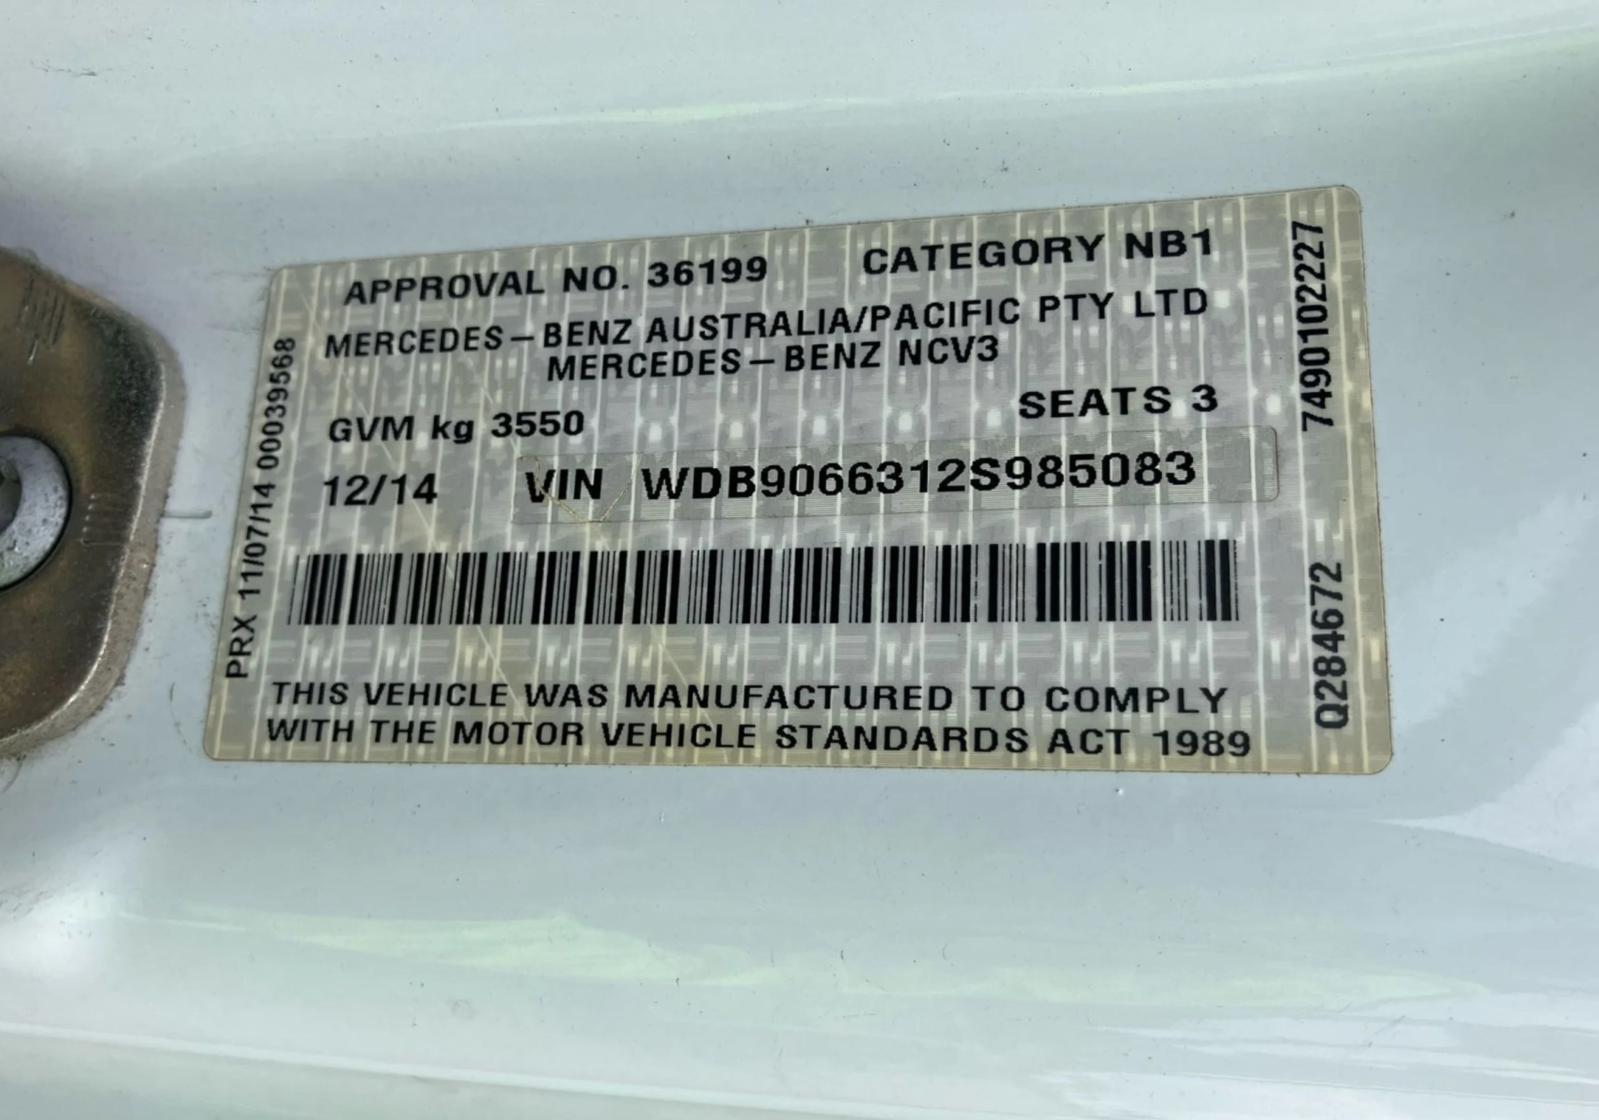 APPROVAL NO. 36199 CATEGORY NB1
MERCEDES-BENZ AUSTRALIA/PACIFIC PTY LTD
MERCEDES-BENZ NCV3
GVM kg 3550 SEATS 3
12/14 VIN WDB9066312S985083
THIS VEHICLE WAS MANUFACTURED TO COMPLY
WITH THE MOTOR VEHICLE STANDARDS ACT 1989
PRX 11/07/14 00039568
7490102227
Q284672